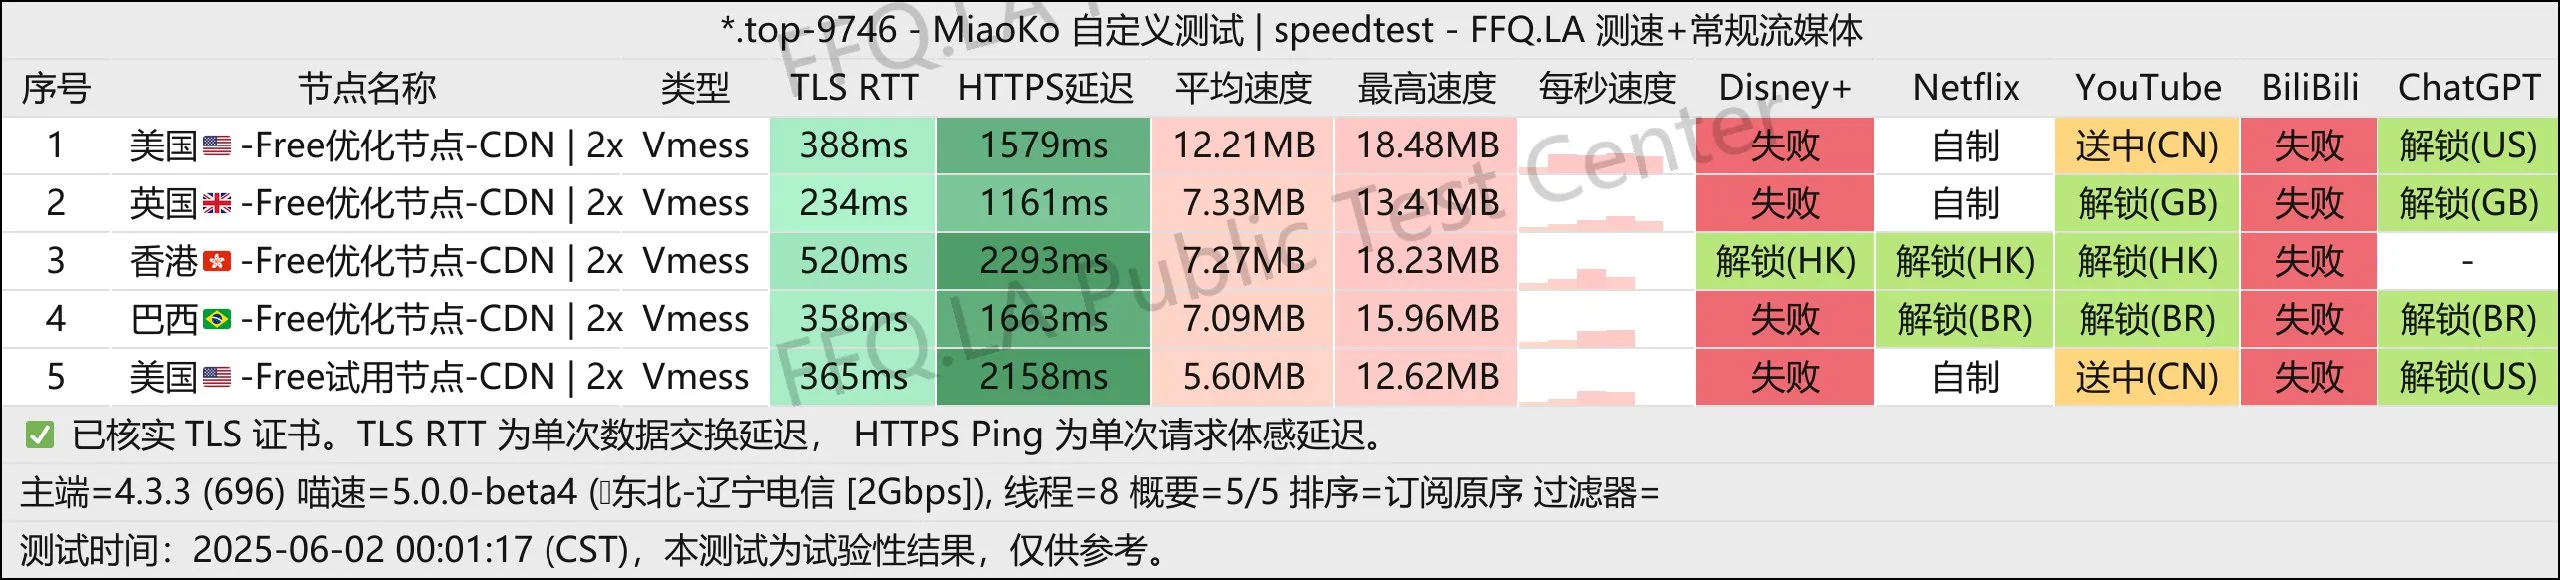 *.top-9746 - MiaoKo 自定义测试 | speedtest - FFQ.LA 测速+常规流媒体
序号 节点名称 类型 TLS RTT HTTPS延迟 平均速度 最高速度 每秒速度 Disney+ Netflix YouTube BiliBili ChatGPT
1 美国🇺🇸-Free优化节点-CDN | 2x Vmess 388ms 1579ms 12.21MB 18.48MB 失败 自制 送中(CN) 失败 解锁(US)
2 英国🇬🇧-Free优化节点-CDN | 2x Vmess 234ms 1161ms 7.33MB 13.41MB 失败 自制 解锁(GB) 失败 解锁(GB)
3 香港🇭🇰-Free优化节点-CDN | 2x Vmess 520ms 2293ms 7.27MB 18.23MB 解锁(HK) 解锁(HK) 解锁(HK) 失败 -
4 巴西🇧🇷-Free优化节点-CDN | 2x Vmess 358ms 1663ms 7.09MB 15.96MB 失败 解锁(BR) 解锁(BR) 失败 解锁(BR)
5 美国🇺🇸-Free试用节点-CDN | 2x Vmess 365ms 2158ms 5.60MB 12.62MB 失败 自制 送中(CN) 失败 解锁(US)
✅ 已核实 TLS 证书。TLS RTT 为单次数据交换延迟， HTTPS Ping 为单次请求体感延迟。
主端=4.3.3 (696) 喵速=5.0.0-beta4 (东北-辽宁电信 [2Gbps]), 线程=8 概要=5/5 排序=订阅原序 过滤器=
测试时间：2025-06-02 00:01:17 (CST)，本测试为试验性结果，仅供参考。
FFQ.LA Public Test Center